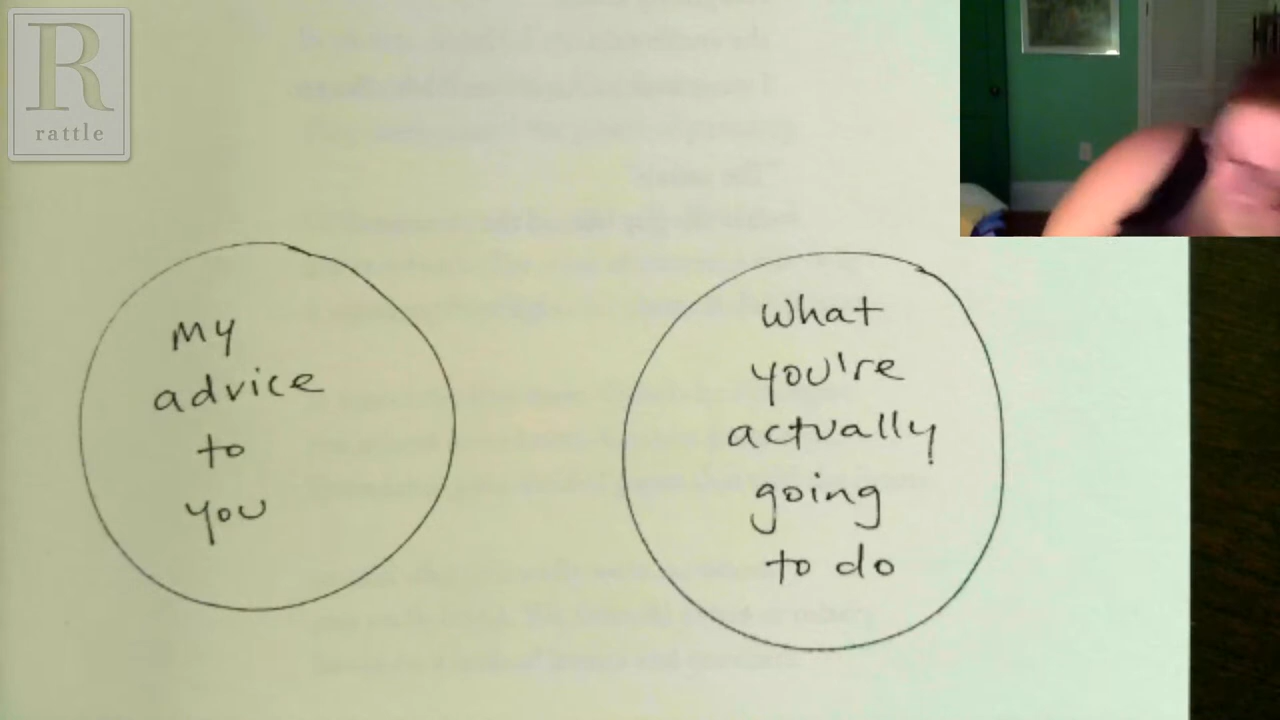 R
rattle
My
advice
to
you
What
you're
actually
going
to do